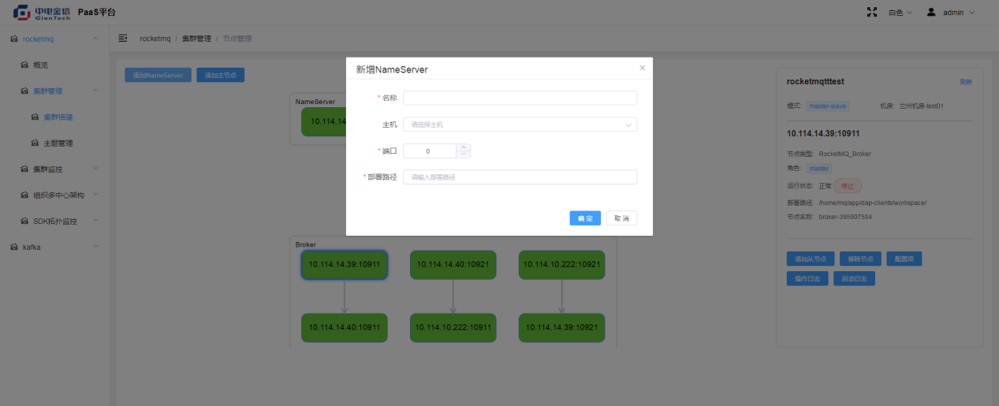 中电金信
GienTech
PaaS平台
白色
admin
rocketmq
概览
集群管理
集群搭建
主题管理
集群监控
组织多中心架构
SDK拓扑监控
kafka
rocketmq / 集群管理 / 节点管理
添加NameServer
添加主节点
NameServer
10.114.14
新增NameServer
*名称
主机
请选择主机
*端口
0
*部署路径
请输入部署路径
确定
取消
Broker
10.114.14.39:10911
10.114.14.40:10921
10.114.10.222:10921
10.114.14.40:10911
10.114.10.222:10911
10.114.14.39:10921
rocketmqtttest
刷新
模式: master-slave
机房: 兰州机房-test01
10.114.14.39:10911
节点类型: RocketMQ_Broker
角色: master
运行状态: 正常 停止
部署路径: /home/mq/app/dap-clients/workspace/
节点名称: broker-395907584
添加从节点
移除节点
配置项
操作日志
启动日志